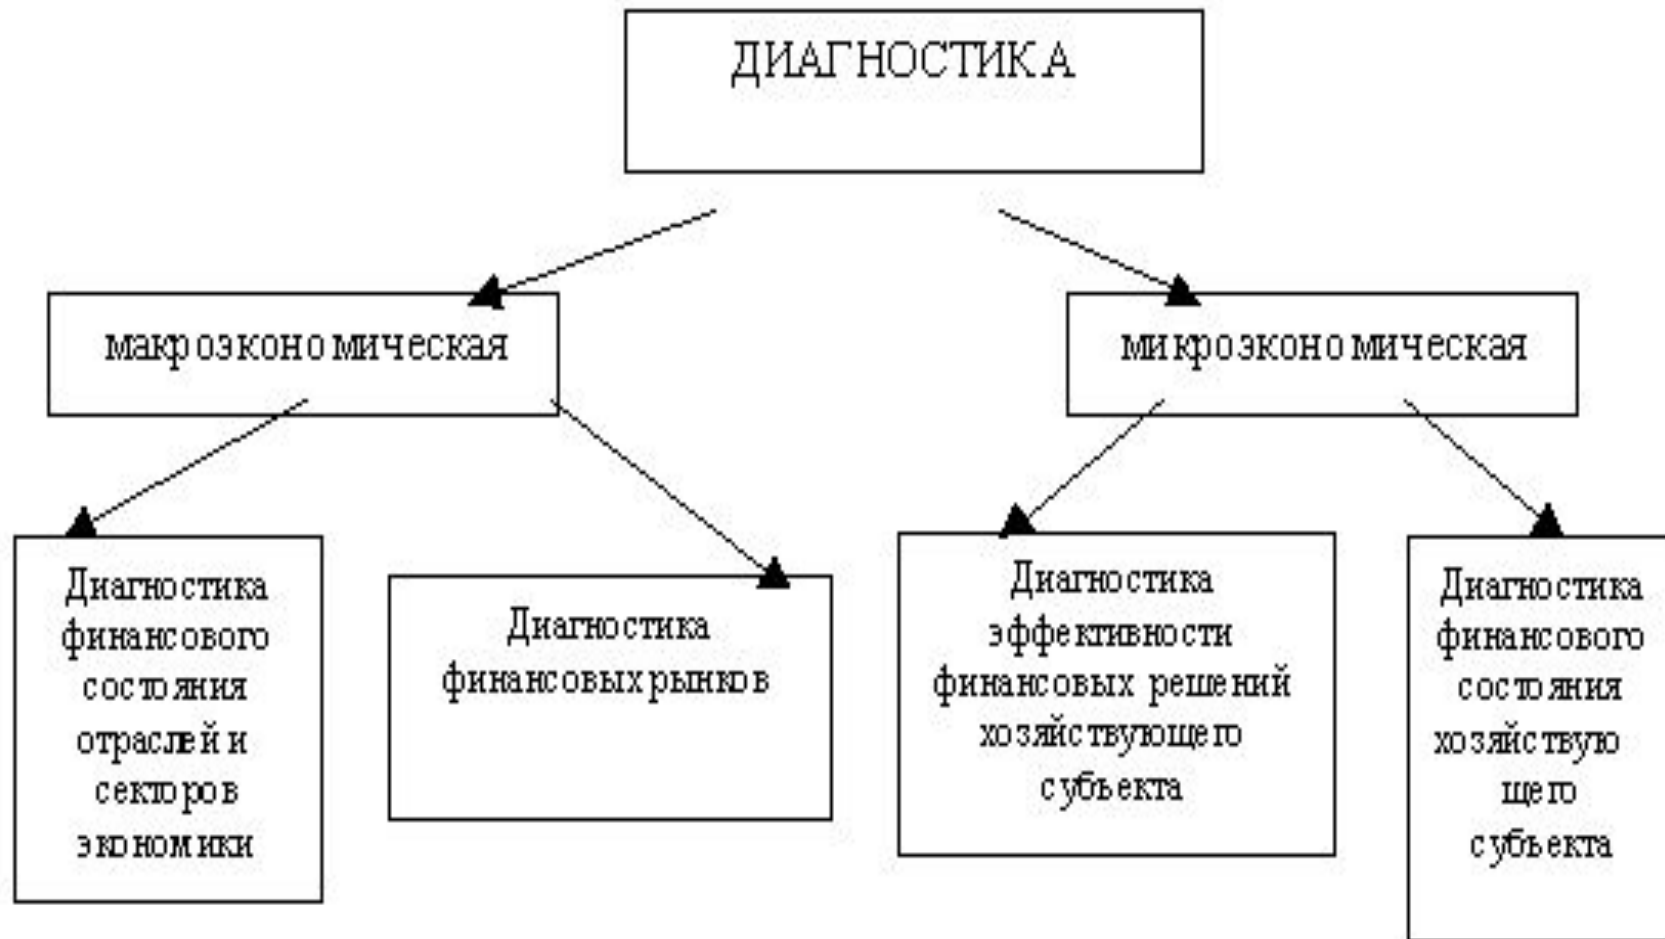 ДИАГНОСТИКА
макроэкономическая
микроэкономическая
Диагностика
финансового
состояния
отраслей и
секторов
экономики
Диагностика
финансовых рынков
Диагностика
эффективности
финансовых решений
хозяйствующего
субъекта
Диагностика
финансового
состояния
хозяйствую
щего
субъекта